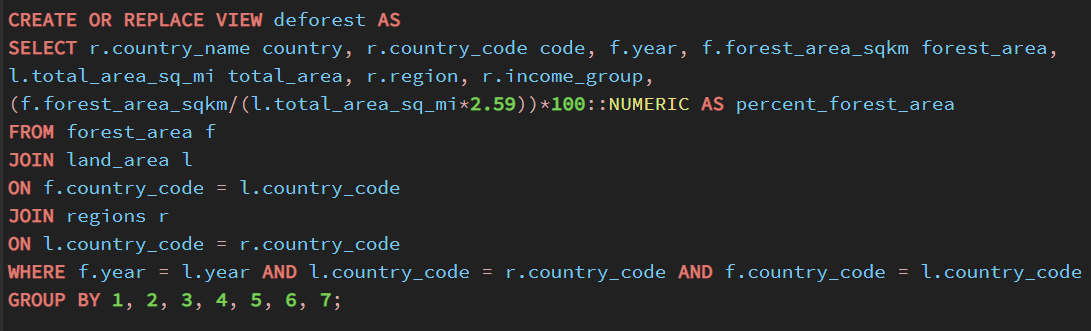 CREATE OR REPLACE VIEW deforest AS
SELECT r.country_name country, r.country_code code, f.year, f.forest_area_sqkm forest_area,
l.total_area_sq_mi total_area, r.region, r.income_group,
(f.forest_area_sqkm/(l.total_area_sq_mi*2.59))*100::NUMERIC AS percent_forest_area
FROM forest_area f
JOIN land_area l
ON f.country_code = l.country_code
JOIN regions r
ON l.country_code = r.country_code
WHERE f.year = l.year AND l.country_code = r.country_code AND f.country_code = l.country_code
GROUP BY 1, 2, 3, 4, 5, 6, 7;